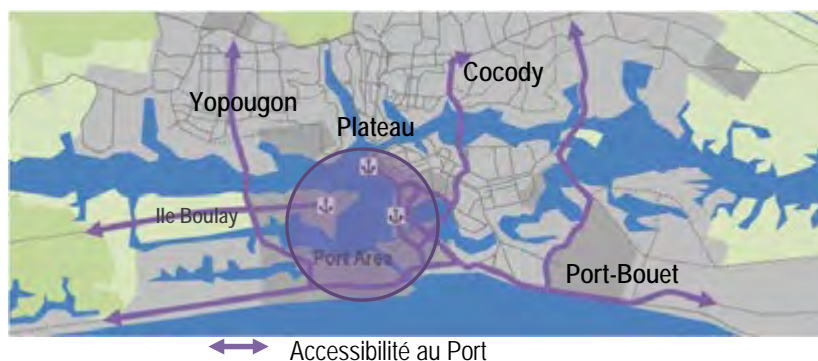 Cocody
Yopougon
Plateau
Ile Boulay
Port Area
Port-Bouet
Accessibilité au Port